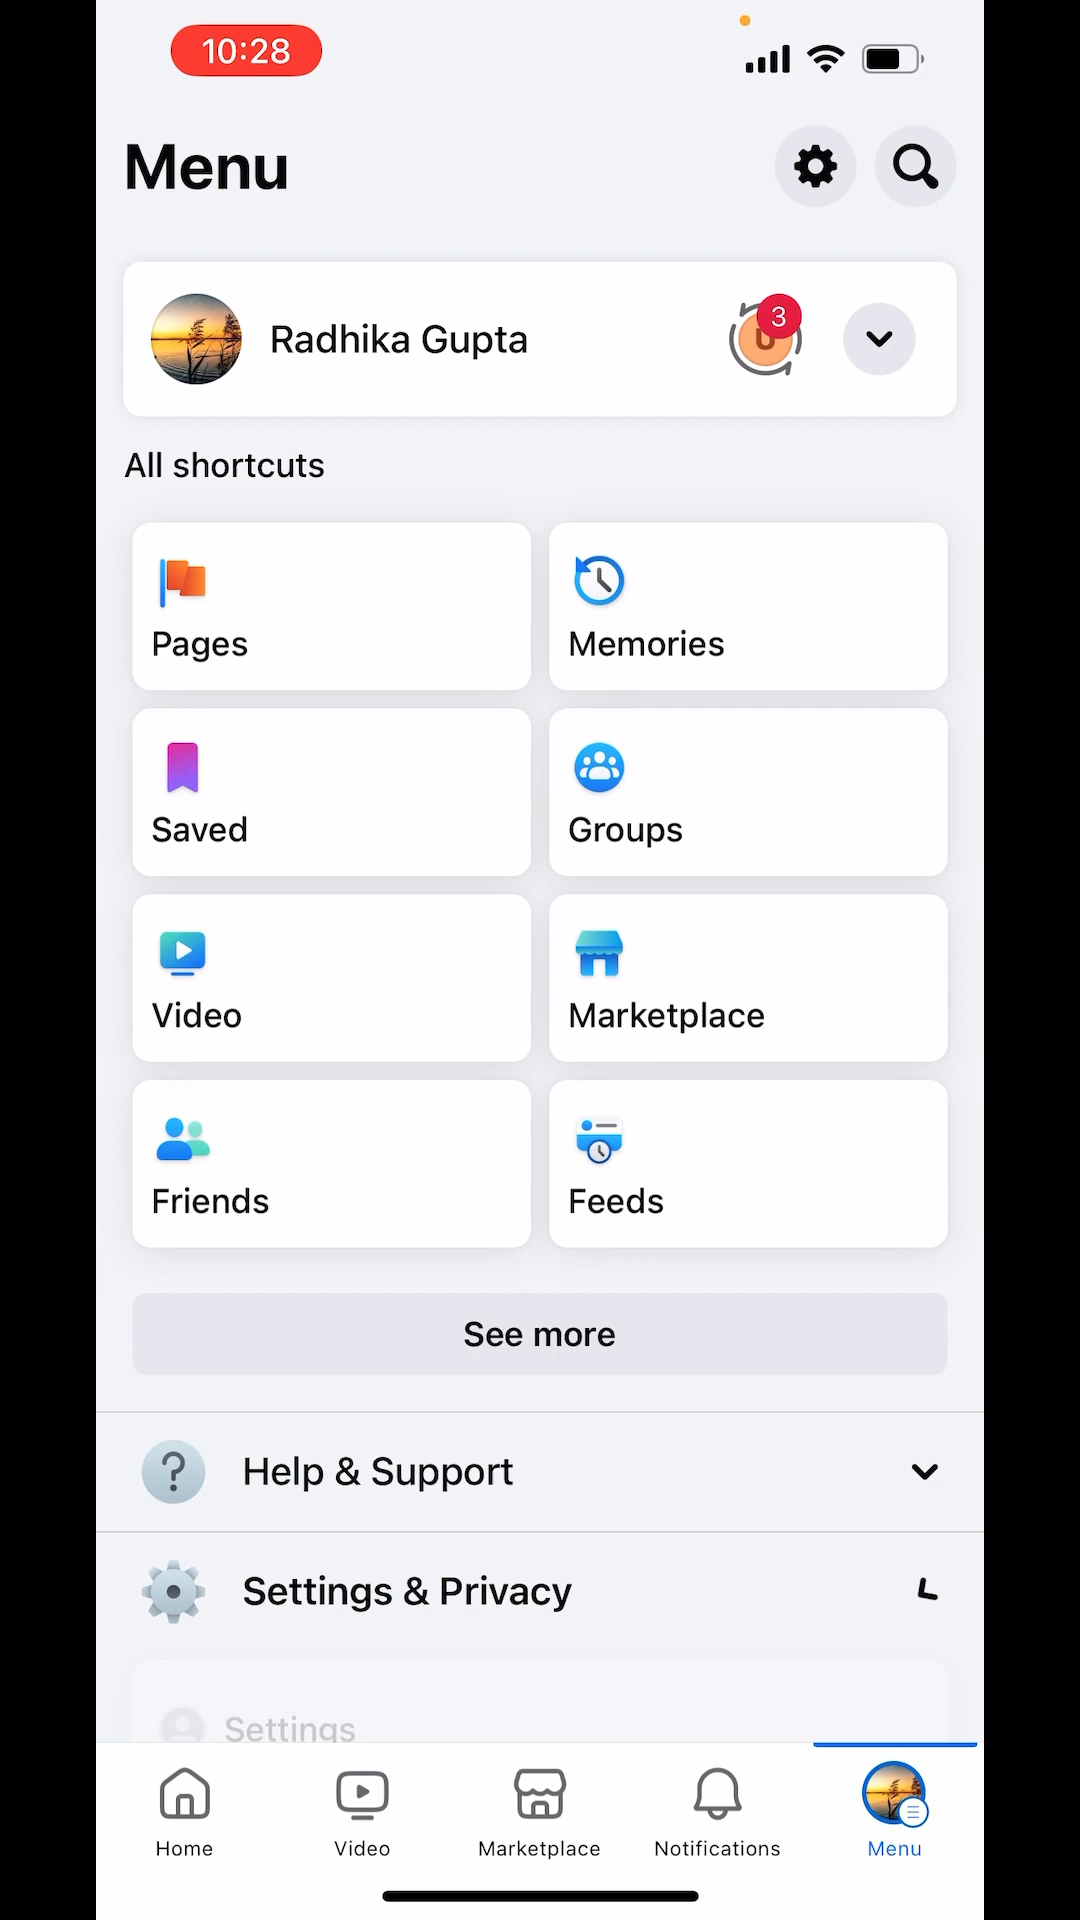 10:28
Menu
Radhika Gupta
3
All shortcuts
Pages
Memories
Saved
Groups
Video
Marketplace
Friends
Feeds
See more
Help & Support
Settings & Privacy
Settings
Home
Video
Marketplace
Notifications
Menu